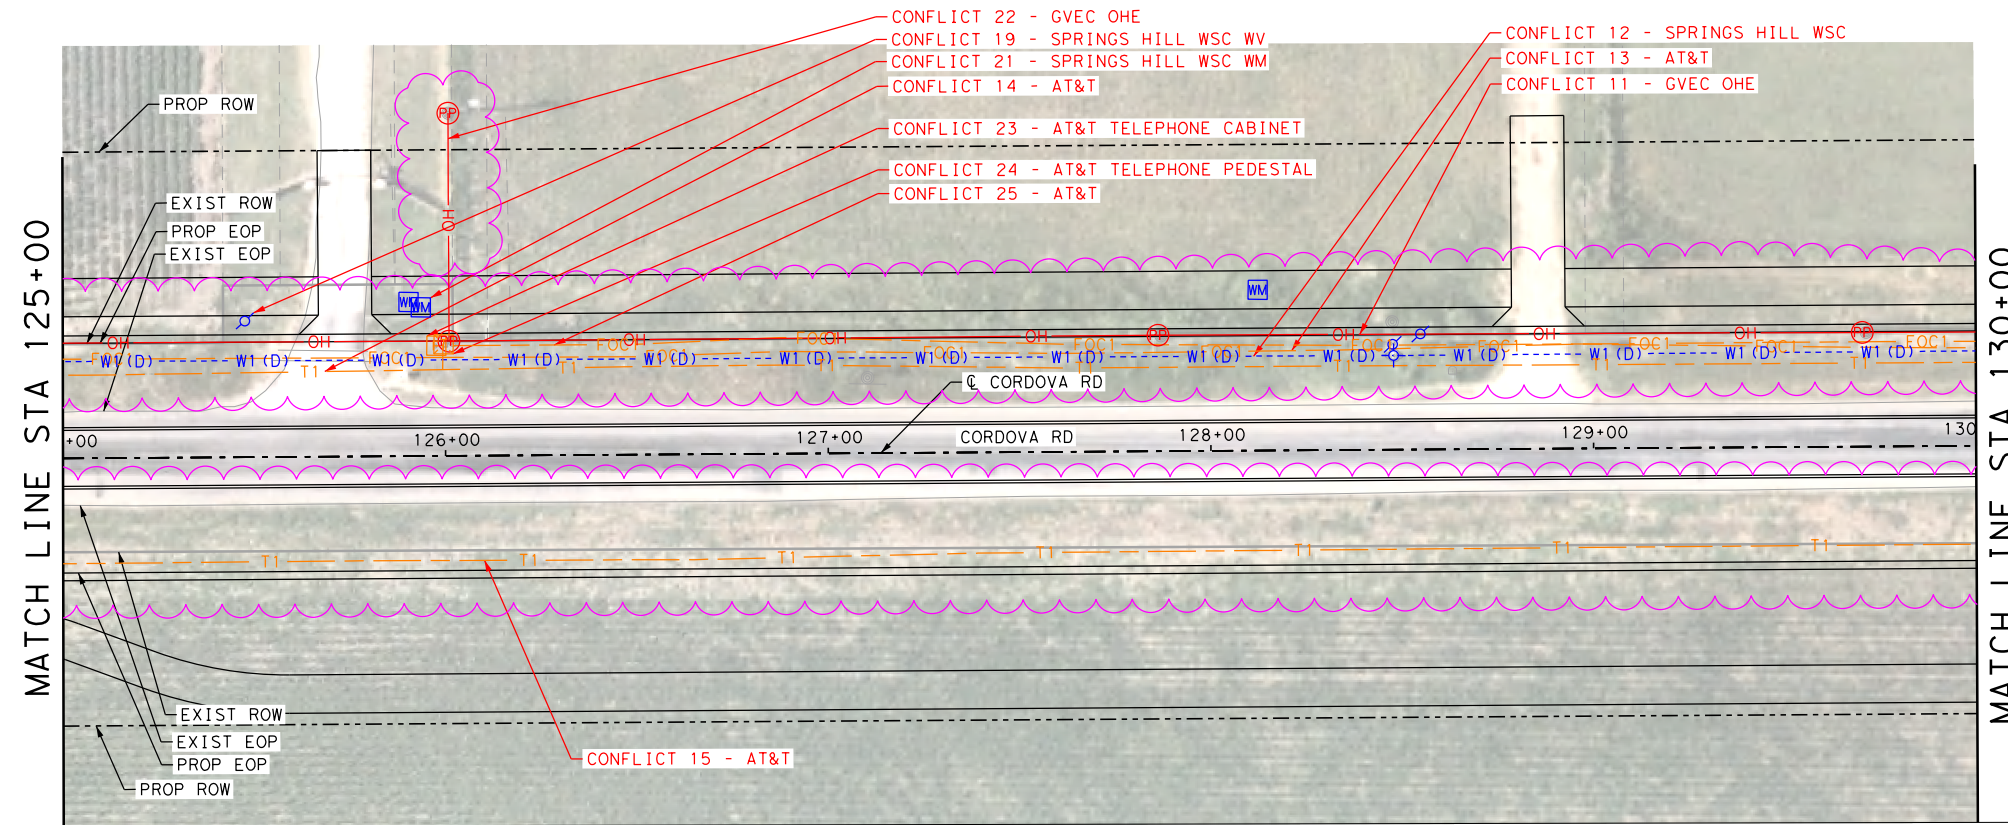 CONFLICT 22 - GVEC OHE
CONFLICT 19 - SPRINGS HILL WSC WV
CONFLICT 21 - SPRINGS HILL WSC WM
CONFLICT 14 - AT&T
CONFLICT 23 - AT&T TELEPHONE CABINET
CONFLICT 24 - AT&T TELEPHONE PEDESTAL
CONFLICT 25 - AT&T
CONFLICT 12 - SPRINGS HILL WSC
CONFLICT 13 - AT&T
CONFLICT 11 - GVEC OHE
PROP ROW
PP
EXIST ROW
PROP EOP
EXIST EOP
OH
MATCH LINE STA 125+00
MATCH LINE STA 130+00
WM
WM
WM
OH OH PP OH OH OH PP OH OH OH PP
FOC1 FOC1 FOC1 FOC1 FOC1 FOC1 FOC1 FOC1 FOC1
W1(D) W1(D) W1(D) W1(D) W1(D) W1(D) W1(D) W1(D) W1(D) W1(D) W1(D) W1(D) W1(D) W1(D)
T1 T1 T1 T1 T1 T1 T1
℄ CORDOVA RD
+00 126+00 127+00 CORDOVA RD 128+00 129+00 130
T1 T1 T1 T1 T1 T1 T1
EXIST ROW
EXIST EOP
PROP EOP
PROP ROW
CONFLICT 15 - AT&T